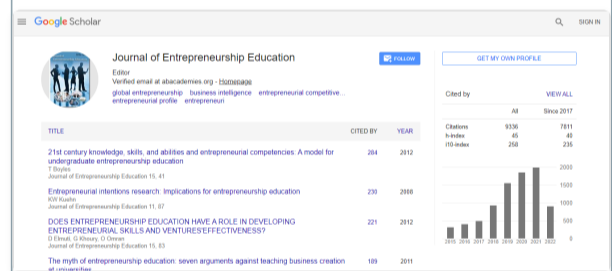 Google Scholar
SIGN IN
Journal of Entrepreneurship Education
FOLLOW
Editor
Verified email at abacademies.org - Homepage
global entrepreneurship business intelligence entrepreneurial competitive...
entrepreneurial profile entrepreneuri
TITLE CITED BY YEAR
21st century knowledge, skills, and abilities and entrepreneurial competencies: A model for 264 2012
undergraduate entrepreneurship education
T Boyles
Journal of Entrepreneurship Education 15, 41
Entrepreneurial intentions research: Implications for entrepreneurship education 230 2008
KW Kuehn
Journal of Entrepreneurship Education 11, 87
DOES ENTREPRENEURSHIP EDUCATION HAVE A ROLE IN DEVELOPING 221 2012
ENTREPRENEURIAL SKILLS AND VENTURES'EFFECTIVENESS?
D Elmuti, G Khoury, O Omran
Journal of Entrepreneurship Education 15, 83
The myth of entrepreneurship education: seven arguments against teaching business creation 189 2011
at universities
GET MY OWN PROFILE
Cited by VIEW ALL
All Since 2017
Citations 9336 7811
h-index 45 40
i10-index 258 235
2000
1500
1000
500
0
2015 2016 2017 2018 2019 2020 2021 2022